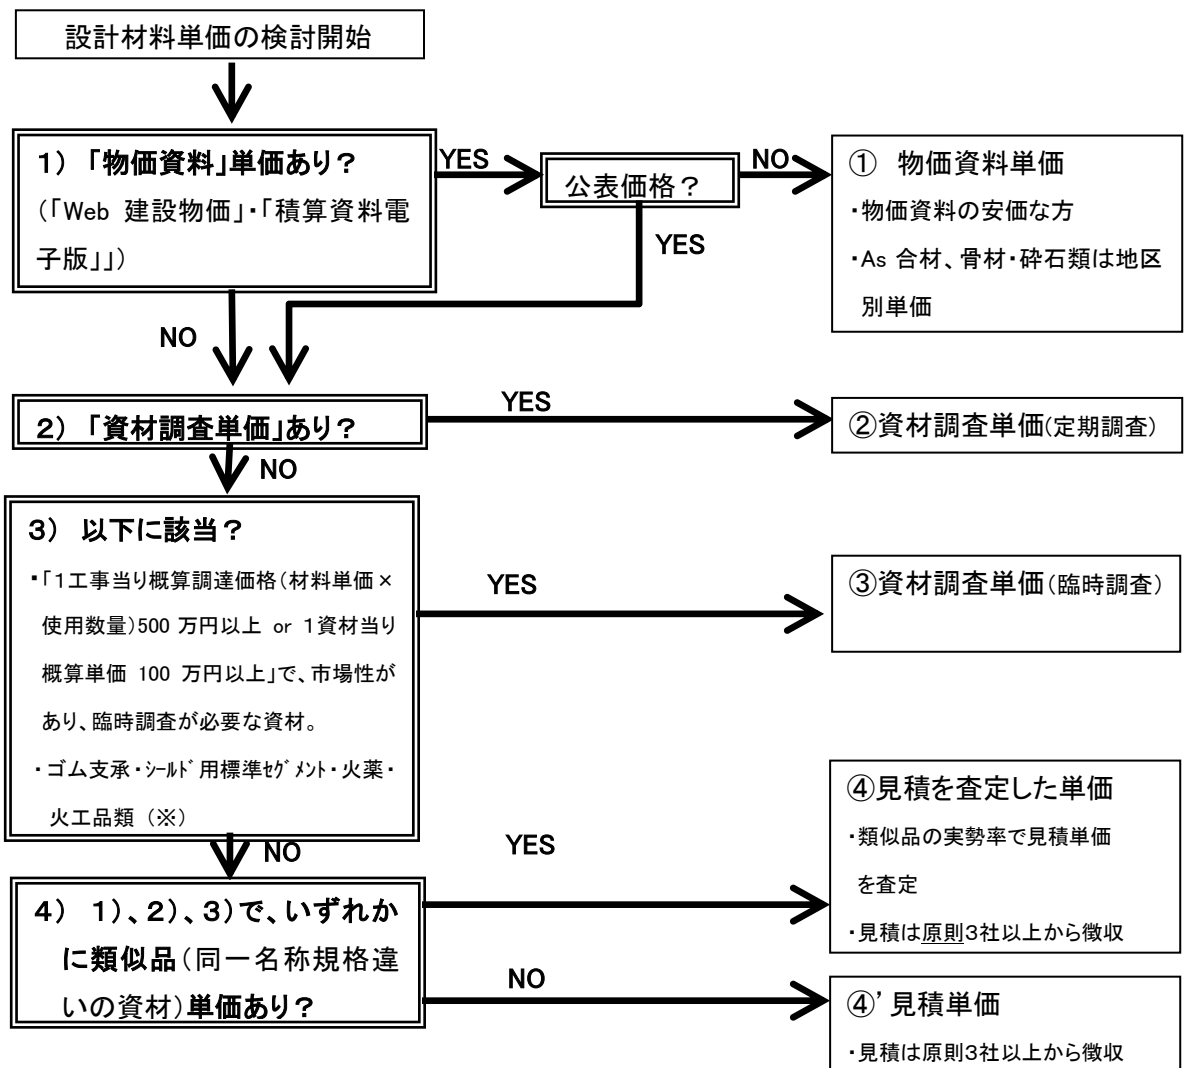 設計材料単価の検討開始
1) 「物価資料」単価あり?
(「Web 建設物価」・「積算資料電
子版」」)
YES
公表価格?
NO
① 物価資料単価
・物価資料の安価な方
・As 合材、骨材・砕石類は地区
別単価
YES
NO
2) 「資材調査単価」あり?
YES
②資材調査単価(定期調査)
NO
3) 以下に該当?
・「1工事当り概算調達価格(材料単価×
使用数量)500 万円以上 or 1資材当り
概算単価 100 万円以上」で、市場性が
あり、臨時調査が必要な資材。
・ゴム支承・シールド用標準セグメント・火薬・
火工品類 (※)
YES
③資材調査単価(臨時調査)
NO
4) 1)、2)、3)で、いずれか
に類似品(同一名称規格違
いの資材)単価あり?
YES
④見積を査定した単価
・類似品の実勢率で見積単価
を査定
・見積は原則3社以上から徴収
NO
④’見積単価
・見積は原則3社以上から徴収